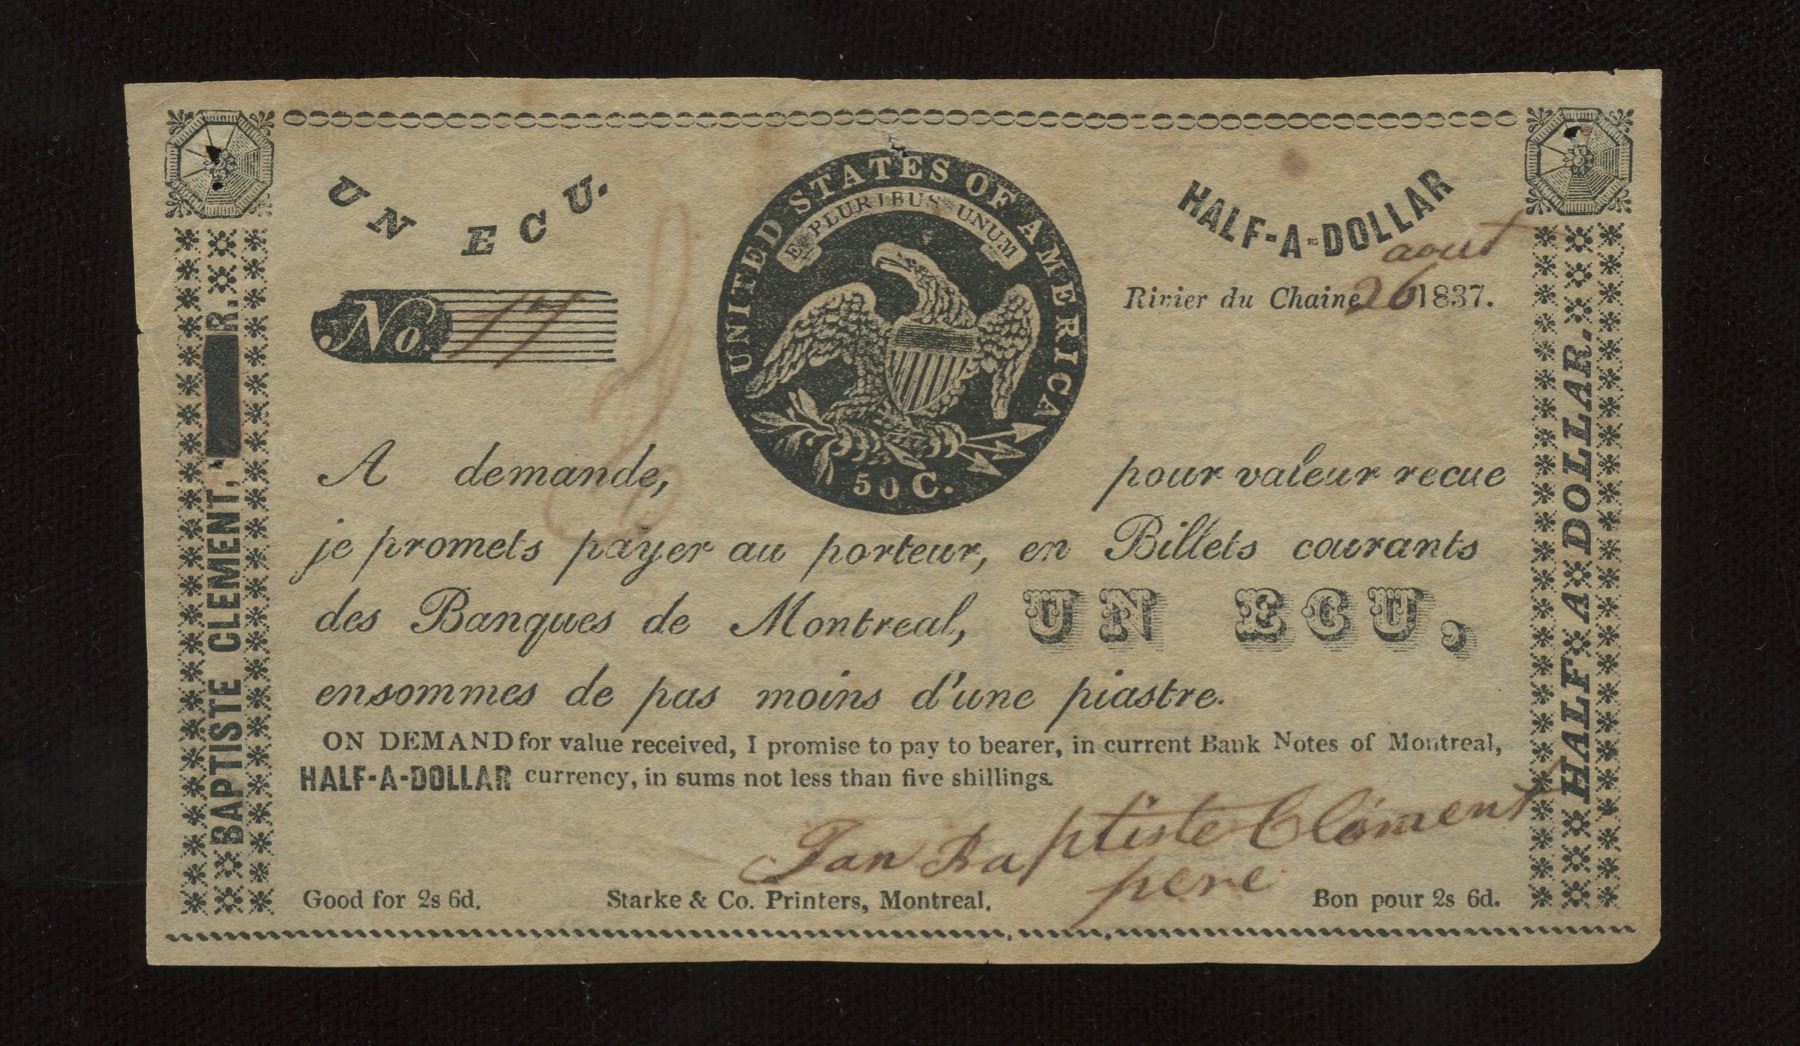 UN ECU.
HALF-A-DOLLAR
UNITED STATES OF AMERICA
E PLURIBUS UNUM
50 C.
No. 17
aout
Rivier du Chaine 26 1837.
A demande, pour valeur recue
je promets payer au porteur, en Billets courants
des Banques de Montreal, UN ECU,
ensommes de pas moins d'une piastre.
ON DEMAND for value received, I promise to pay to bearer, in current Bank Notes of Montreal,
HALF-A-DOLLAR currency, in sums not less than five shillings.
Jan Baptiste Clément
pere
Good for 2s 6d.
Starke & Co. Printers, Montreal.
Bon pour 2s 6d.
BAPTISTE CLEMENT, R.
HALF A DOLLAR.